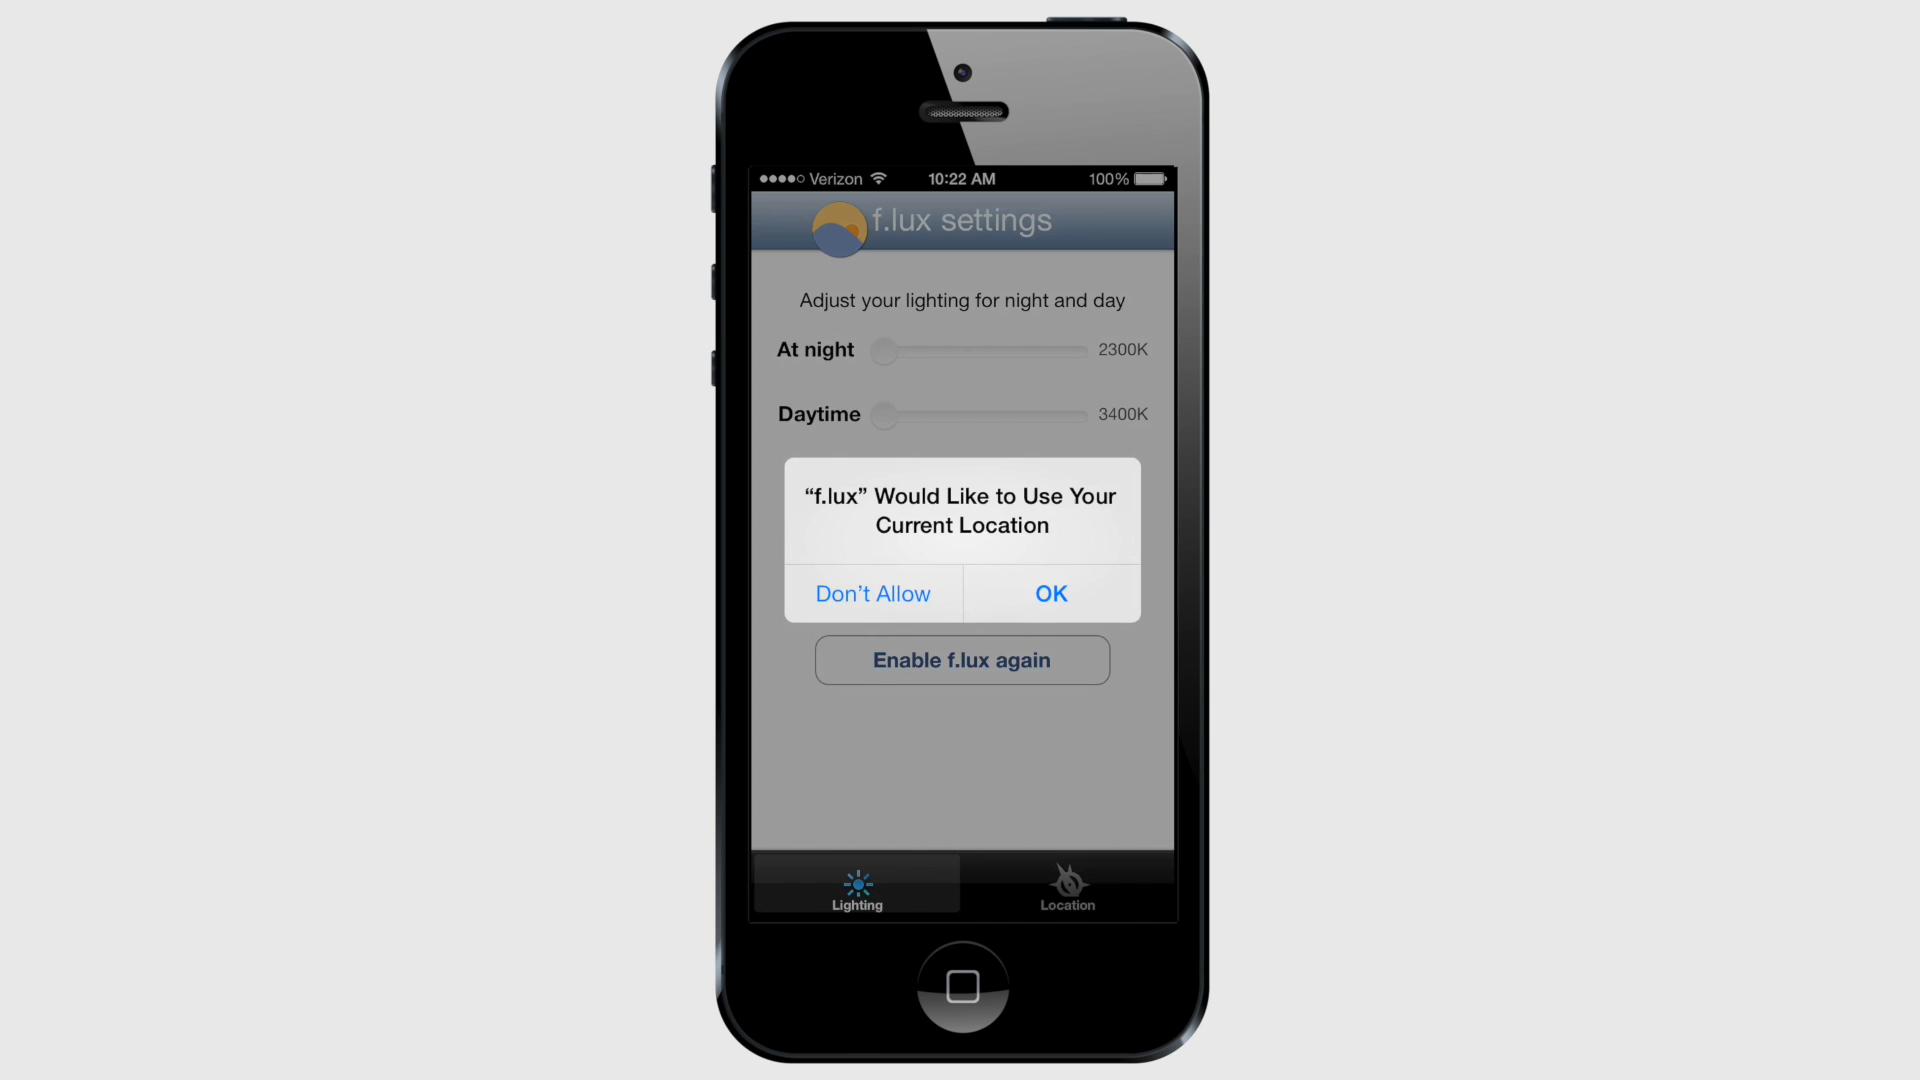 Verizon 10:22 AM 100%
f.lux settings
Adjust your lighting for night and day
At night 2300K
Daytime 3400K
“f.lux” Would Like to Use Your
Current Location
Don’t Allow OK
Enable f.lux again
Lighting Location